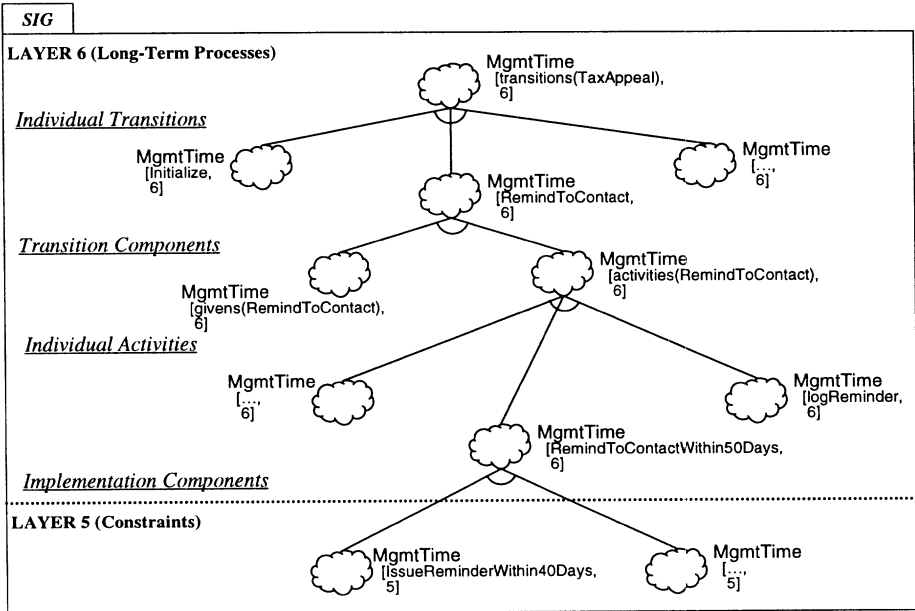 SIG
LAYER 6 (Long-Term Processes)
MgmtTime
[transitions(TaxAppeal),
6]
Individual Transitions
MgmtTime
[Initialize,
6]
MgmtTime
[RemindToContact,
6]
MgmtTime
[...,
6]
Transition Components
MgmtTime
[givens(RemindToContact),
6]
MgmtTime
[activities(RemindToContact),
6]
Individual Activities
MgmtTime
[...,
6]
MgmtTime
[RemindToContactWithin50Days,
6]
MgmtTime
[logReminder,
6]
Implementation Components
LAYER 5 (Constraints)
MgmtTime
[IssueReminderWithin40Days,
5]
MgmtTime
[...,
5]